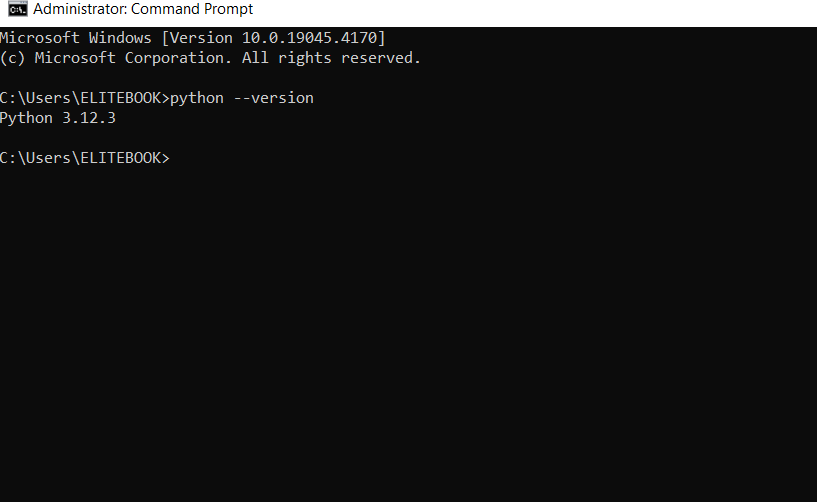 Administrator: Command Prompt
Microsoft Windows [Version 10.0.19045.4170]
(c) Microsoft Corporation. All rights reserved.
C:\Users\ELITEBOOK>python --version
Python 3.12.3
C:\Users\ELITEBOOK>